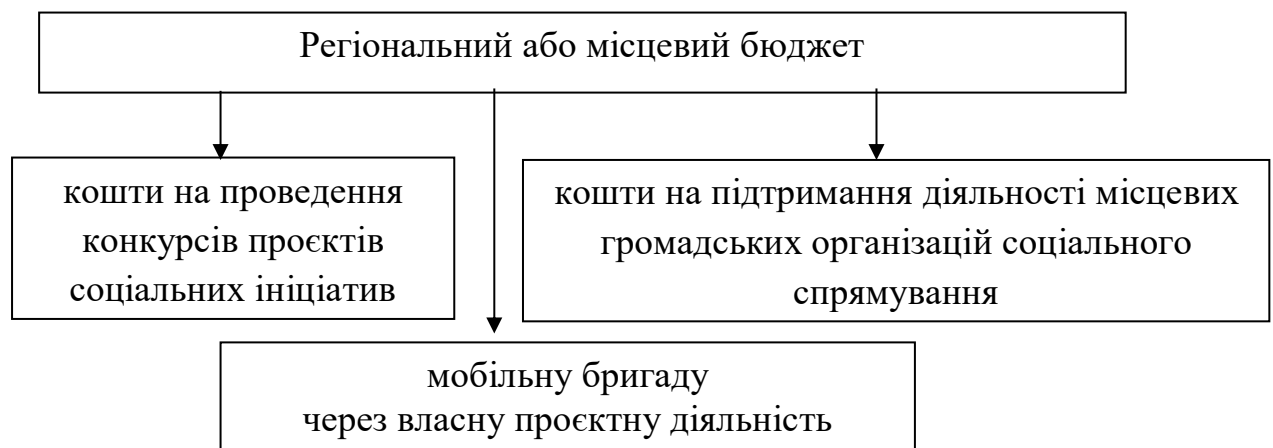 Регіональний або місцевий бюджет
кошти на проведення
конкурсів проєктів
соціальних ініціатив
кошти на підтримання діяльності місцевих
громадських організацій соціального
спрямування
мобільну бригаду
через власну проєктну діяльність